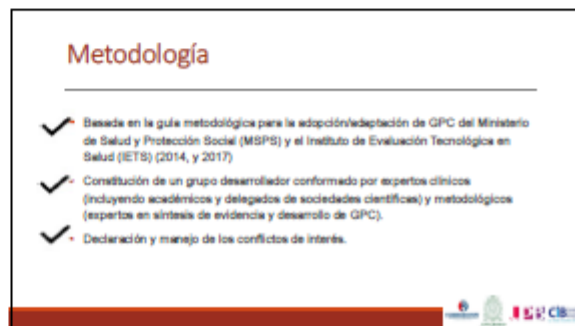 Metodología
Basada en la guía metodológica para la adopción/adaptación de GPC del Ministerio
de Salud y Protección Social (MSPS) y el Instituto de Evaluación Tecnológica en
Salud (IETS) (2014, y 2017)
Constitución de un grupo desarrollador conformado por expertos clínicos
(incluyendo académicos y delegados de sociedades científicas) y metodológicos
(expertos en síntesis de evidencia y desarrollo de GPC).
Declaración y manejo de los conflictos de interés.